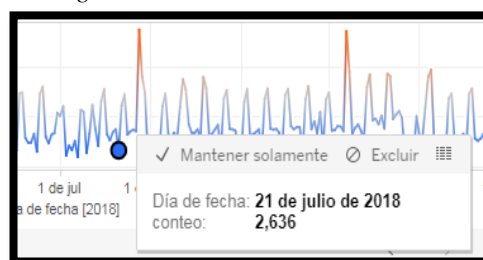 ✓ Mantener solamente Excluir
1 de jul 1
a de fecha [2018]
Día de fecha: 21 de julio de 2018
conteo: 2,636